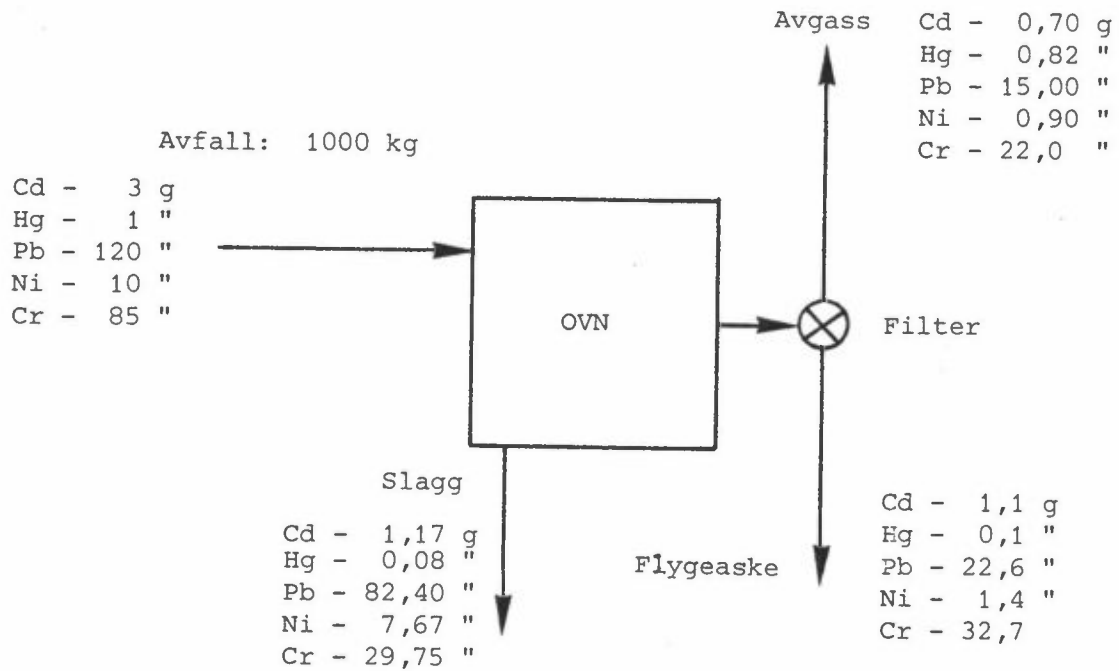 Avgass
Cd - 0,70 g
Hg - 0,82 "
Pb - 15,00 "
Ni - 0,90 "
Cr - 22,0 "
Avfall: 1000 kg
Cd - 3 g
Hg - 1 "
Pb - 120 "
Ni - 10 "
Cr - 85 "
OVN
Filter
Slagg
Cd - 1,17 g
Hg - 0,08 "
Pb - 82,40 "
Ni - 7,67 "
Cr - 29,75 "
Flygeaske
Cd - 1,1 g
Hg - 0,1 "
Pb - 22,6 "
Ni - 1,4 "
Cr - 32,7